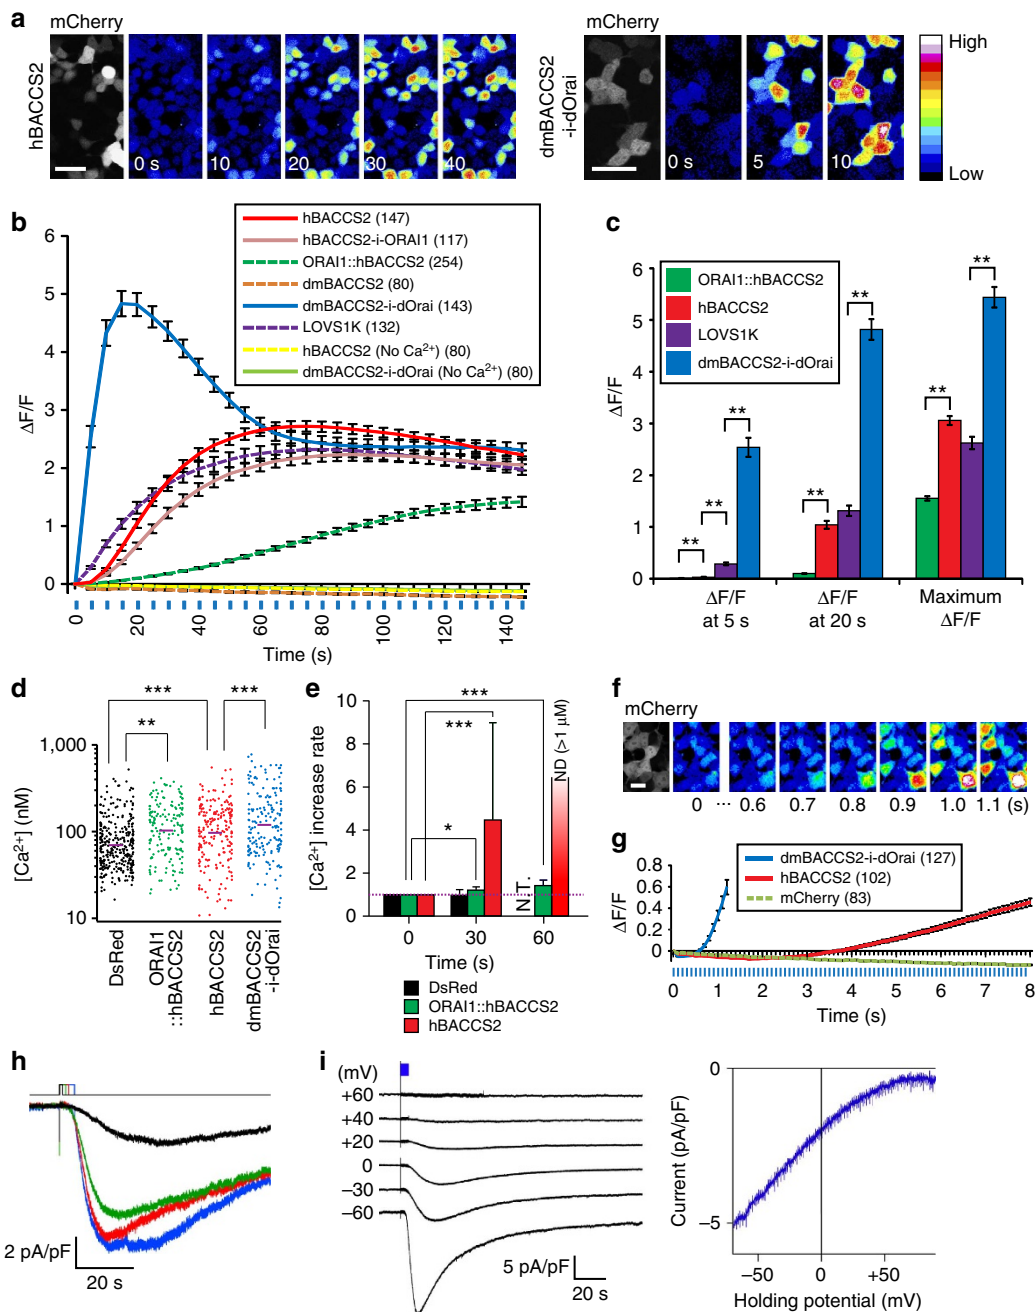 a
mCherry
hBACCS2
0 s
10
20
30
40
mCherry
dmBACCS2
-i-dOrai
0 s
5
10
High
Low
b
ΔF/F
6
5
4
3
2
1
0
hBACCS2 (147)
hBACCS2-i-ORAI1 (117)
ORAI1::hBACCS2 (254)
dmBACCS2 (80)
dmBACCS2-i-dOrai (143)
LOVS1K (132)
hBACCS2 (No Ca²⁺) (80)
dmBACCS2-i-dOrai (No Ca²⁺) (80)
0
20
40
60
80
100
120
140
Time (s)
c
ΔF/F
6
5
4
3
2
1
0
ORAI1::hBACCS2
hBACCS2
LOVS1K
dmBACCS2-i-dOrai
**
**
**
**
**
**
**
ΔF/F
at 5 s
ΔF/F
at 20 s
Maximum
ΔF/F
d
[Ca²⁺] (nM)
1,000
100
10
***
***
**
DsRed
ORAI1
::hBACCS2
hBACCS2
dmBACCS2
-i-dOrai
e
[Ca²⁺] increase rate
10
8
6
4
2
0
***
***
*
N.T.
ND (>1 μM)
0
30
60
Time (s)
DsRed
ORAI1::hBACCS2
hBACCS2
f
mCherry
0 ··· 0.6 0.7 0.8 0.9 1.0 1.1 (s)
g
ΔF/F
0.8
0.6
0.4
0.2
0
dmBACCS2-i-dOrai (127)
hBACCS2 (102)
mCherry (83)
0 1 2 3 4 5 6 7 8
Time (s)
h
2 pA/pF
20 s
i
(mV)
+60
+40
+20
0
−30
−60
5 pA/pF
20 s
Current (pA/pF)
0
−5
−50
0
+50
Holding potential (mV)